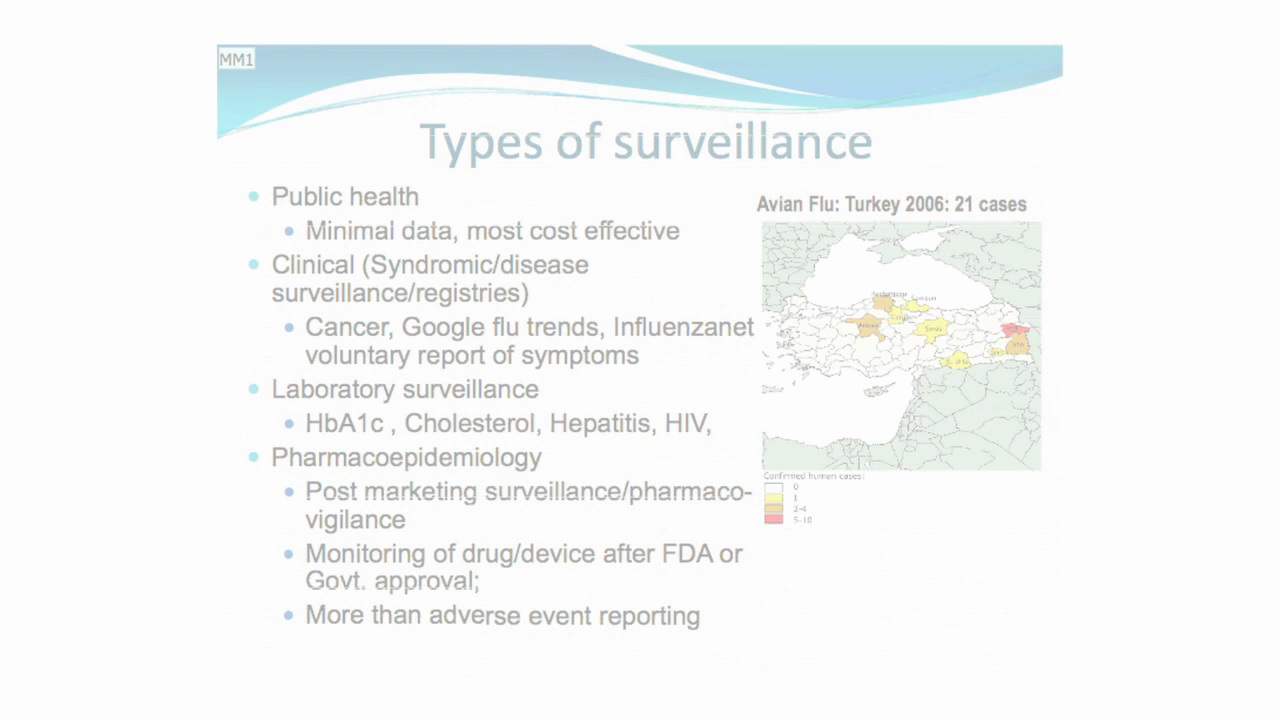 MM1
Types of surveillance
Public health
Minimal data, most cost effective
Clinical (Syndromic/disease
surveillance/registries)
Cancer, Google flu trends, Influenzanet
voluntary report of symptoms
Laboratory surveillance
HbA1c , Cholesterol, Hepatitis, HIV,
Pharmacoepidemiology
Post marketing surveillance/pharmaco-
vigilance
Monitoring of drug/device after FDA or
Govt. approval;
More than adverse event reporting
Avian Flu: Turkey 2006: 21 cases
Samsun
Sivas
Van
Confirmed human cases:
0
1
2-4
5-10